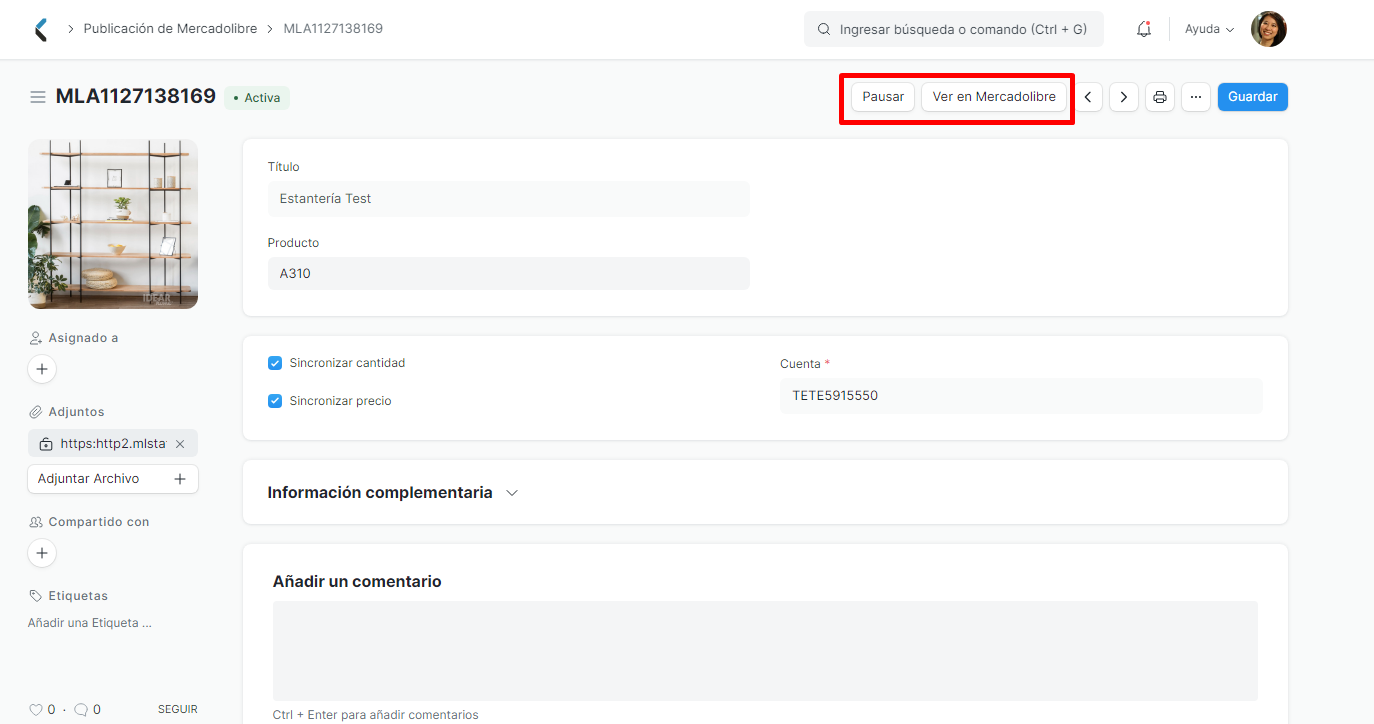 Publicación de Mercadolibre
MLA1127138169
Ingresar búsqueda o comando (Ctrl + G)
Ayuda
MLA1127138169
Activa
Pausar
Ver en Mercadolibre
Guardar
Título
Estantería Test
Producto
A310
Asignado a
Sincronizar cantidad
Sincronizar precio
Cuenta *
TETE5915550
Adjuntos
https:http2.mlsta
Adjuntar Archivo
Información complementaria
Compartido con
Etiquetas
Añadir una Etiqueta ...
Añadir un comentario
0 · 0
SEGUIR
Ctrl + Enter para añadir comentarios